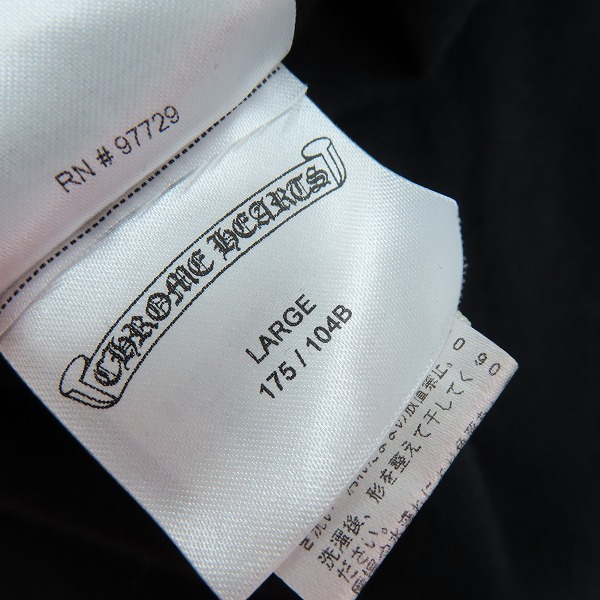 RN # 97729
CHROME HEARTS
LARGE
175 / 104B
洗濯後、形を整えて干してく
ださい。